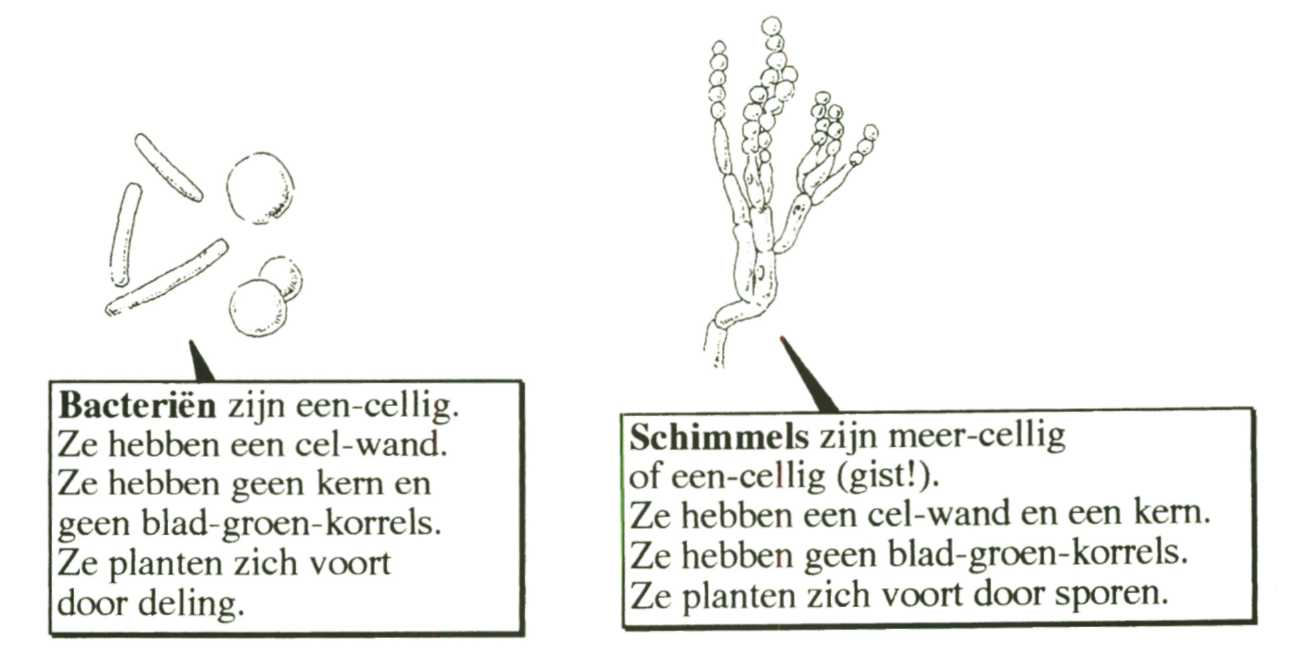 Bacteriën zijn een-cellig.
Ze hebben een cel-wand.
Ze hebben geen kern en
geen blad-groen-korrels.
Ze planten zich voort
door deling.
Schimmels zijn meer-cellig
of een-cellig (gist!).
Ze hebben een cel-wand en een kern.
Ze hebben geen blad-groen-korrels.
Ze planten zich voort door sporen.